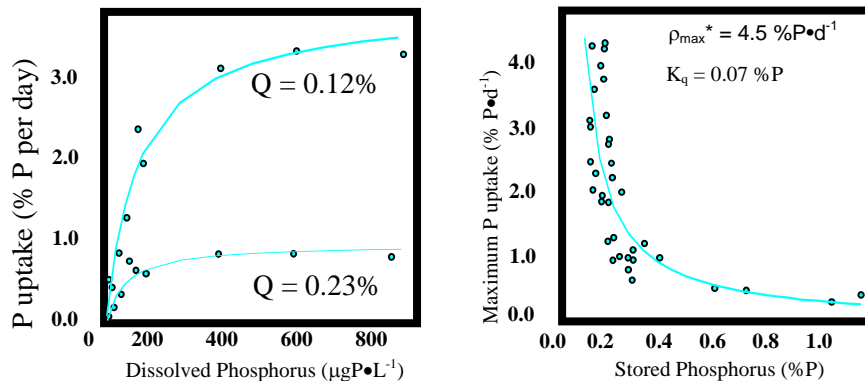 P uptake (% P per day)
3.0
2.0
1.0
0.0
Q = 0.12%
Q = 0.23%
0 200 400 600 800
Dissolved Phosphorus (µgP•L⁻¹)
Maximum P uptake (% P•d⁻¹)
4.0
3.0
2.0
1.0
0.0
ρmax* = 4.5 %P•d⁻¹
Kq = 0.07 %P
0.0 0.2 0.4 0.6 0.8 1.0
Stored Phosphorus (%P)